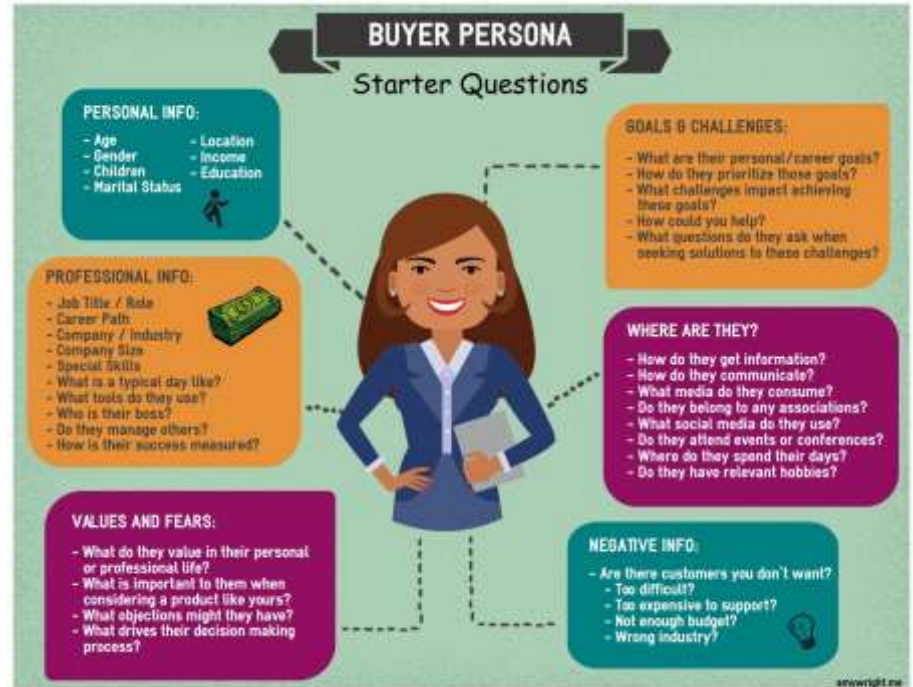 BUYER PERSONA
Starter Questions
PERSONAL INFO:
- Age
- Gender
- Children
- Marital Status
- Location
- Income
- Education
PROFESSIONAL INFO:
- Job Title / Role
- Career Path
- Company / Industry
- Company Size
- Special Skills
- What is a typical day like?
- What tools do they use?
- Who is their boss?
- Do they manage others?
- How is their success measured?
VALUES AND FEARS:
- What do they value in their personal
or professional life?
- What is important to them when
considering a product like yours?
- What objections might they have?
- What drives their decision making
process?
GOALS & CHALLENGES:
- What are their personal/career goals?
- How do they prioritize those goals?
- What challenges impact achieving
these goals?
- How could you help?
- What questions do they ask when
seeking solutions to these challenges?
WHERE ARE THEY?
- How do they get information?
- How do they communicate?
- What media do they consume?
- Do they belong to any associations?
- What social media do they use?
- Do they attend events or conferences?
- Where do they spend their days?
- Do they have relevant hobbies?
NEGATIVE INFO:
- Are there customers you don't want?
- Too difficult?
- Too expensive to support?
- Not enough budget?
- Wrong industry?
amywright.me